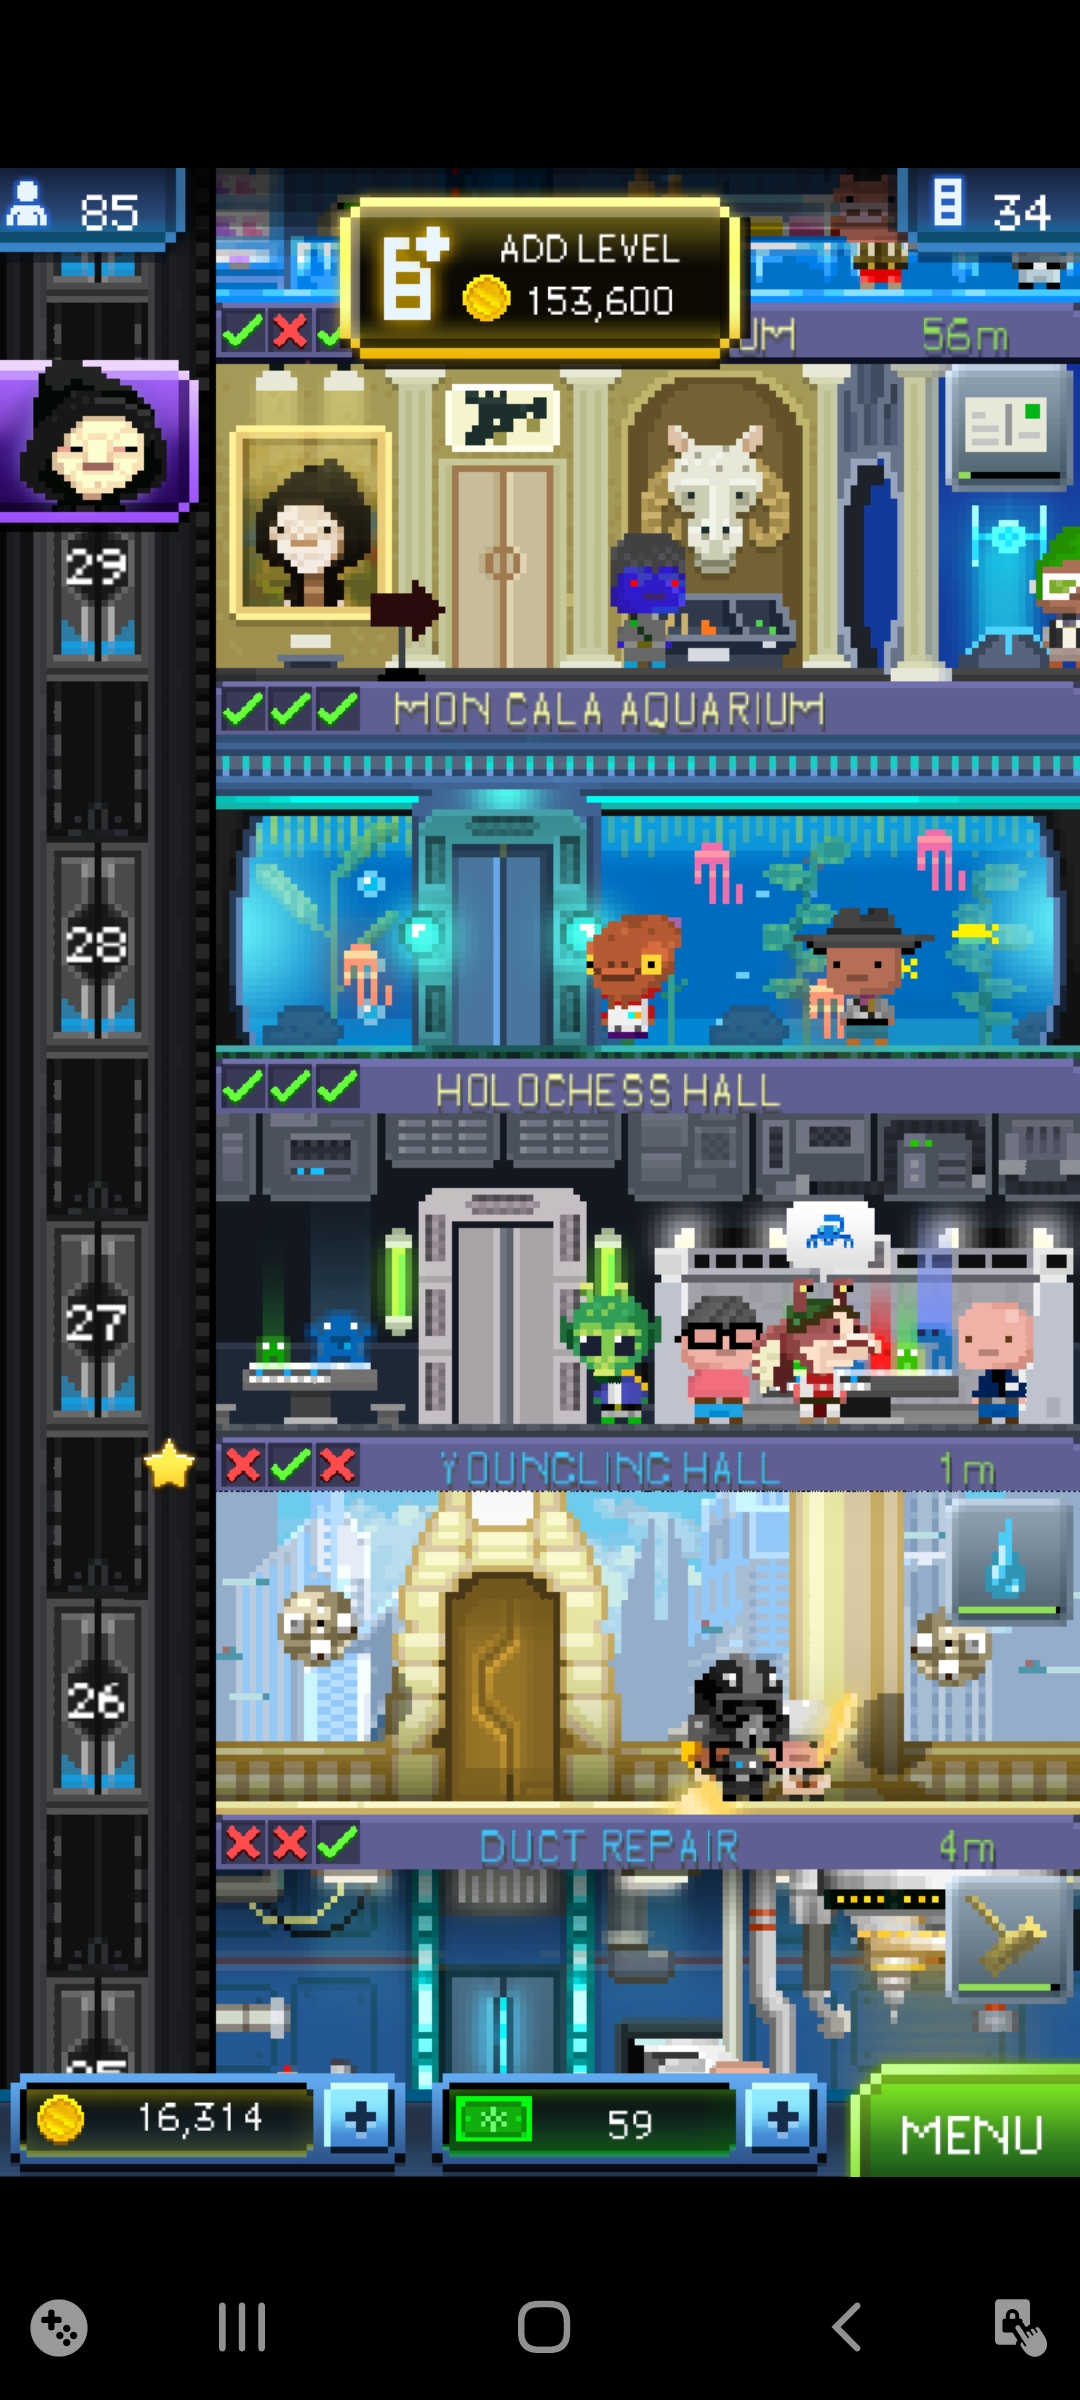 85
ADD LEVEL
153,600
34
UM
56m
29
MON CALA AQUARIUM
28
HOLOCHESS HALL
27
YOUNGLING HALL
1m
26
DUCT REPAIR
4m
16,314
59
MENU